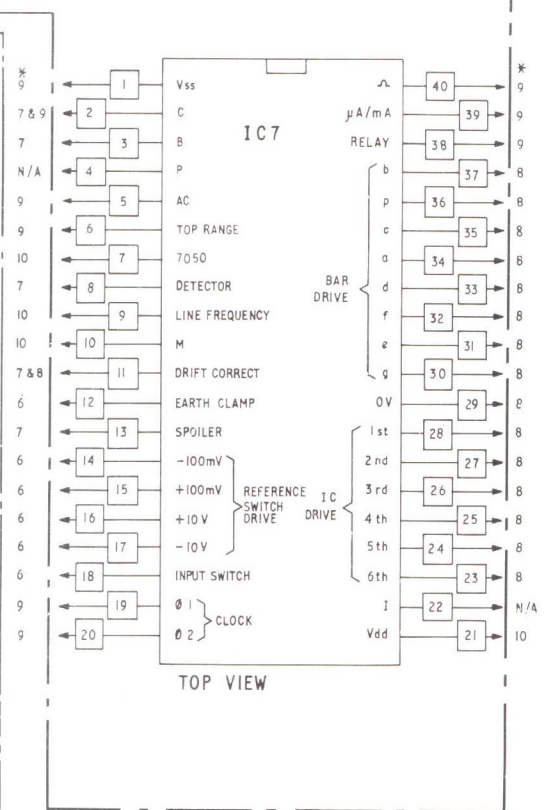 *
*
9 1 Vss Ω 40 9
7 & 9 2 C µA/mA 39 9
IC7
7 3 B RELAY 38 9
N/A 4 P b 37 8
9 5 AC p 36 8
9 6 TOP RANGE c 35 8
10 7 7050 a 34 8
BAR
DRIVE
7 8 DETECTOR d 33 8
10 9 LINE FREQUENCY f 32 8
10 10 M e 31 8
7 & 8 11 DRIFT CORRECT g 30 8
6 12 EARTH CLAMP 0V 29 8
7 13 SPOILER 1st 28 8
6 14 -100mV 2nd 27 8
6 15 +100mV 3rd 26 8
REFERENCE
SWITCH
DRIVE
IC
DRIVE
6 16 +10V 4th 25 8
6 17 -10V 5th 24 8
6 18 INPUT SWITCH 6th 23 8
9 19 Ø 1 I 22 N/A
CLOCK
9 20 Ø 2 Vdd 21 10
TOP VIEW